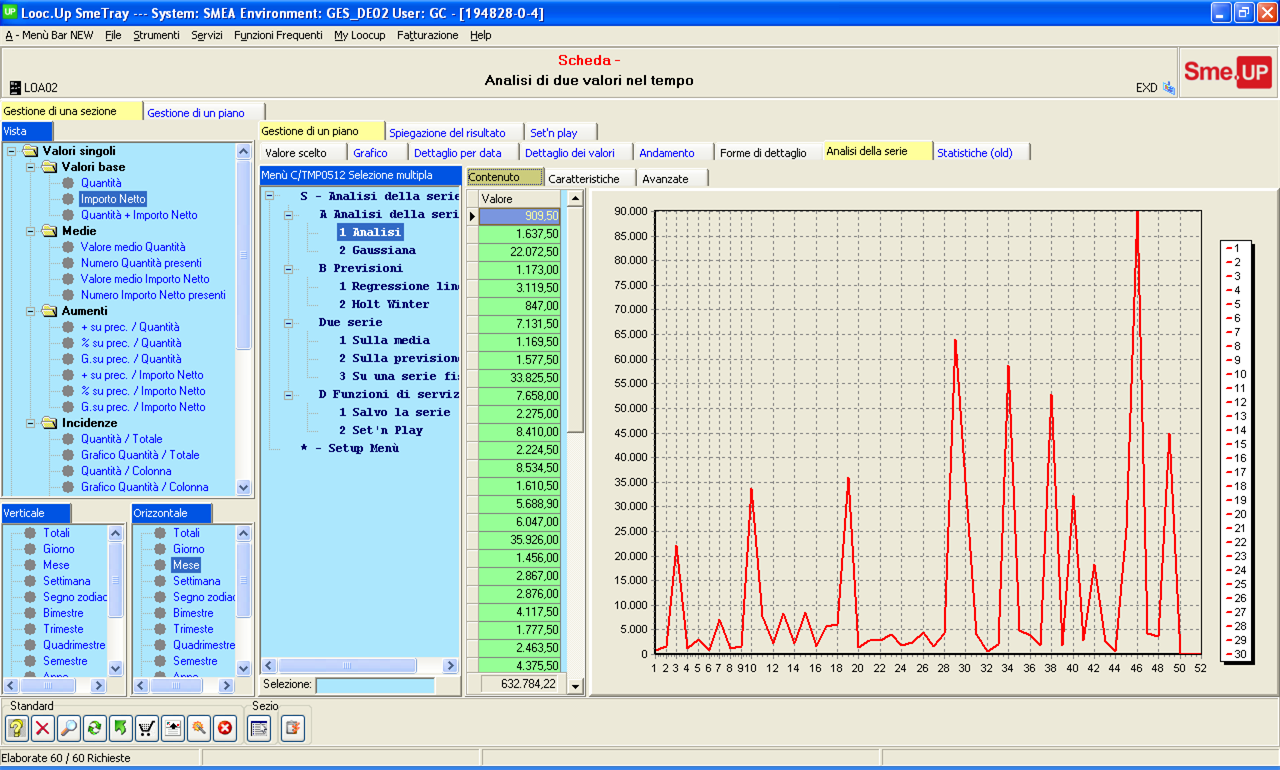 UP Looc.Up SmeTray --- System: SMEA Environment: GES_DE02 User: GC - [194828-0-4]
A - Menù Bar NEW File Strumenti Servizi Funzioni Frequenti My Loocup Fatturazione Help
Scheda -
Analisi di due valori nel tempo
LOA02
EXD
Sme.UP
Gestione di una sezione Gestione di un piano
Vista
Valori singoli
Valori base
Quantità
Importo Netto
Quantità + Importo Netto
Medie
Valore medio Quantità
Numero Quantità presenti
Valore medio Importo Netto
Numero Importo Netto presenti
Aumenti
+ su prec. / Quantità
% su prec. / Quantità
G.su prec. / Quantità
+ su prec. / Importo Netto
% su prec. / Importo Netto
G.su prec. / Importo Netto
Incidenze
Quantità / Totale
Grafico Quantità / Totale
Quantità / Colonna
Grafico Quantità / Colonna
Verticale
Totali
Giorno
Mese
Settimana
Segno zodiac
Bimestre
Trimestre
Quadrimestre
Semestre
Anno
Orizzontale
Totali
Giorno
Mese
Settimana
Segno zodia
Bimestre
Trimestre
Quadrimestre
Semestre
Anno
Gestione di un piano Spiegazione del risultato Set'n play
Valore scelto Grafico Dettaglio per data Dettaglio dei valori Andamento Forme di dettaglio Analisi della serie Statistiche (old)
Menù C/TMP0512 Selezione multipla
S - Analisi della serie
A Analisi della seri
1 Analisi
2 Gaussiana
B Previsioni
1 Regressione lin
2 Holt Winter
Due serie
1 Sulla media
2 Sulla previsione
3 Su una serie fi
D Funzioni di serviz
1 Salvo la serie
2 Set'n Play
* - Setup Menù
Selezione:
Contenuto Caratteristiche Avanzate
Valore
909,50
1.637,50
22.072,50
1.173,00
3.119,50
847,00
7.131,50
1.169,50
1.577,50
33.825,50
7.658,00
2.275,00
8.410,00
2.224,50
8.534,50
1.610,50
5.688,90
6.047,00
35.926,00
1.456,00
2.867,00
2.876,00
4.117,50
1.777,50
2.463,50
4.375,50
632.784,22
90.000
85.000
80.000
75.000
70.000
65.000
60.000
55.000
50.000
45.000
40.000
35.000
30.000
25.000
20.000
15.000
10.000
5.000
0
1 2 3 4 5 6 7 8 9 10 12 14 16 18 20 22 24 26 28 30 32 34 36 38 40 42 44 46 48 50 52
1
2
3
4
5
6
7
8
9
10
11
12
13
14
15
16
17
18
19
20
21
22
23
24
25
26
27
28
29
30
Standard Sezio
Elaborate 60 / 60 Richieste